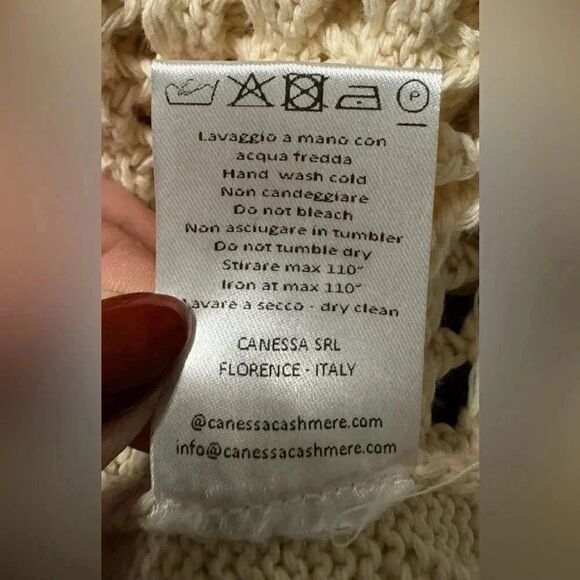 P
Lavaggio a mano con
acqua fredda
Hand wash cold
Non candeggiare
Do not bleach
Non asciugare in tumbler
Do not tumble dry
Stirare max 110°
Iron at max 110°
Lavare a secco - dry clean
CANESSA SRL
FLORENCE - ITALY
@canessacashmere.com
info@canessacashmere.com